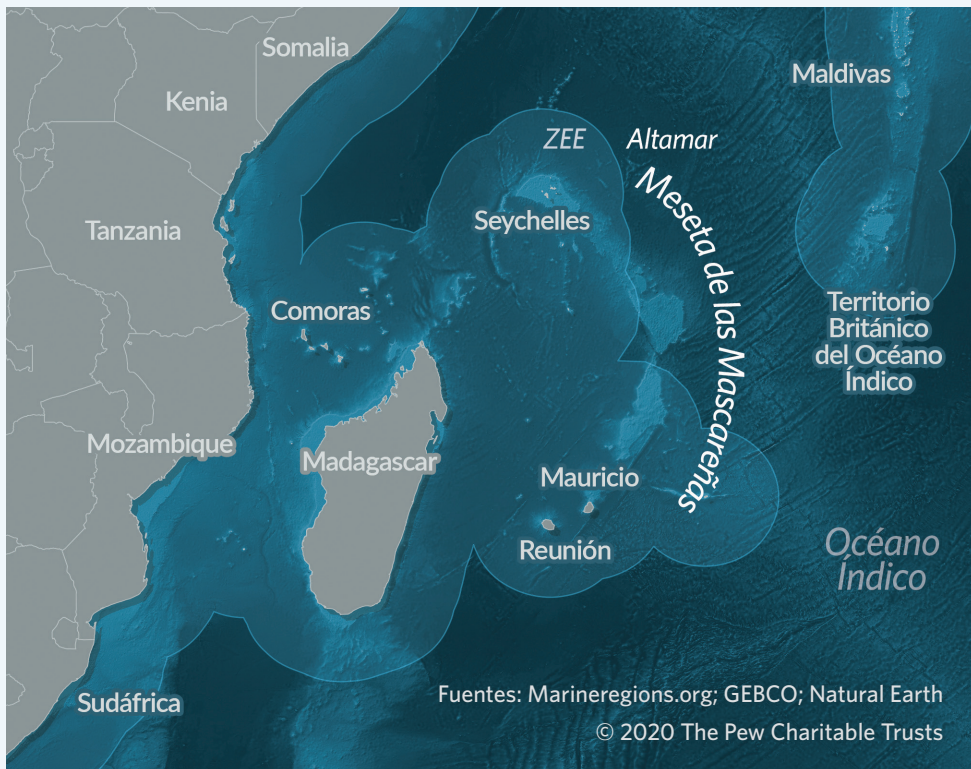 Somalia
Maldivas
Kenia
ZEE
Altamar
Meseta de las Mascareñas
Seychelles
Tanzania
Comoras
Territorio
Británico
del Océano
Índico
Mozambique
Madagascar
Mauricio
Reunión
Océano
Índico
Sudáfrica
Fuentes: Marineregions.org; GEBCO; Natural Earth
© 2020 The Pew Charitable Trusts